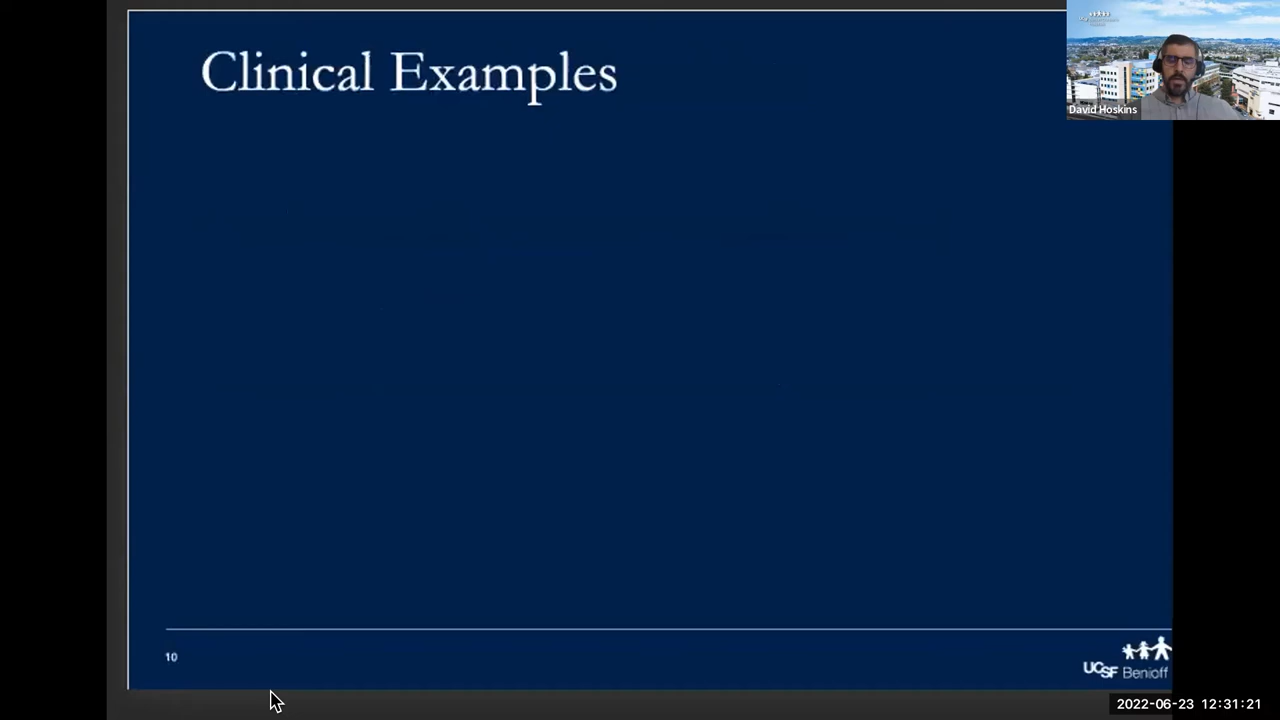 Clinical Examples
David Hoskins
10
UCSF Benioff
2022-06-23 12:31:21